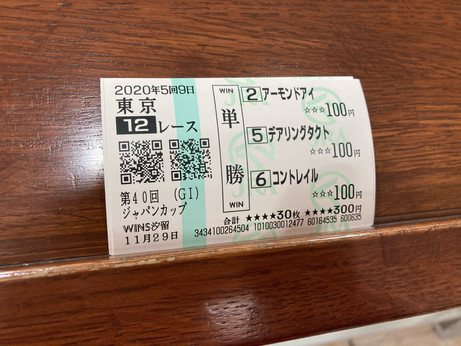 2020年5回9日
東京
12レース
第40回 (GI)
ジャパンカップ
WINS汐留
11月29日
WIN
単勝
WIN
2 アーモンドアイ
☆☆☆100円
5 デアリングタクト
☆☆☆100円
6 コントレイル
☆☆☆100円
合計 ★★★★30枚 ★★★★300円
3434100264504 1010030012477 60164535 600635